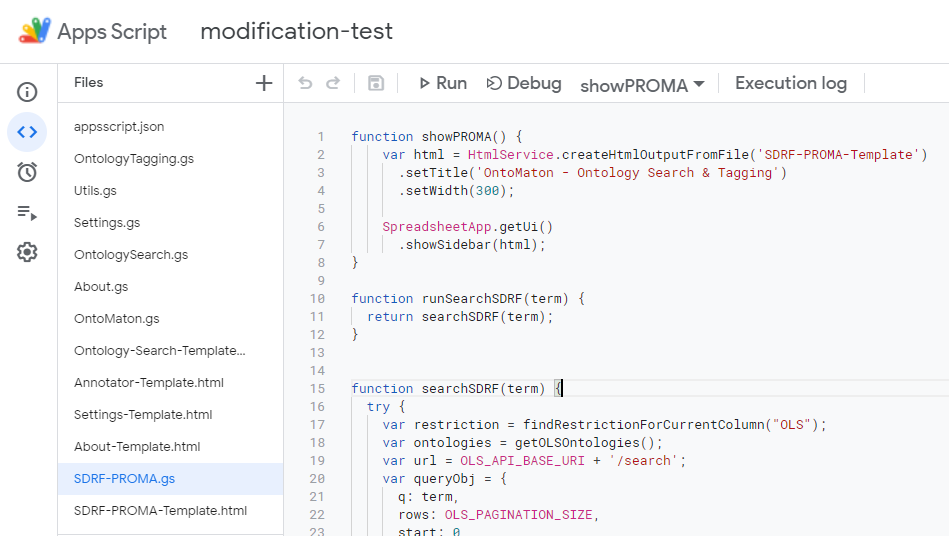 Apps Script modification-test
Files
Run Debug showPROMA Execution log
appsscript.json
OntologyTagging.gs
Utils.gs
Settings.gs
OntologySearch.gs
About.gs
OntoMaton.gs
Ontology-Search-Template...
Annotator-Template.html
Settings-Template.html
About-Template.html
SDRF-PROMA.gs
SDRF-PROMA-Template.html
1 function showPROMA() {
2 var html = HtmlService.createHtmlOutputFromFile('SDRF-PROMA-Template')
3 .setTitle('OntoMaton - Ontology Search & Tagging')
4 .setWidth(300);
5
6 SpreadsheetApp.getUi()
7 .showSidebar(html);
8 }
9
10 function runSearchSDRF(term) {
11 return searchSDRF(term);
12 }
13
14
15 function searchSDRF(term) {
16 try {
17 var restriction = findRestrictionForCurrentColumn("OLS");
18 var ontologies = getOLSOntologies();
19 var url = OLS_API_BASE_URI + '/search';
20 var queryObj = {
21 q: term,
22 rows: OLS_PAGINATION_SIZE,
23 start: 0